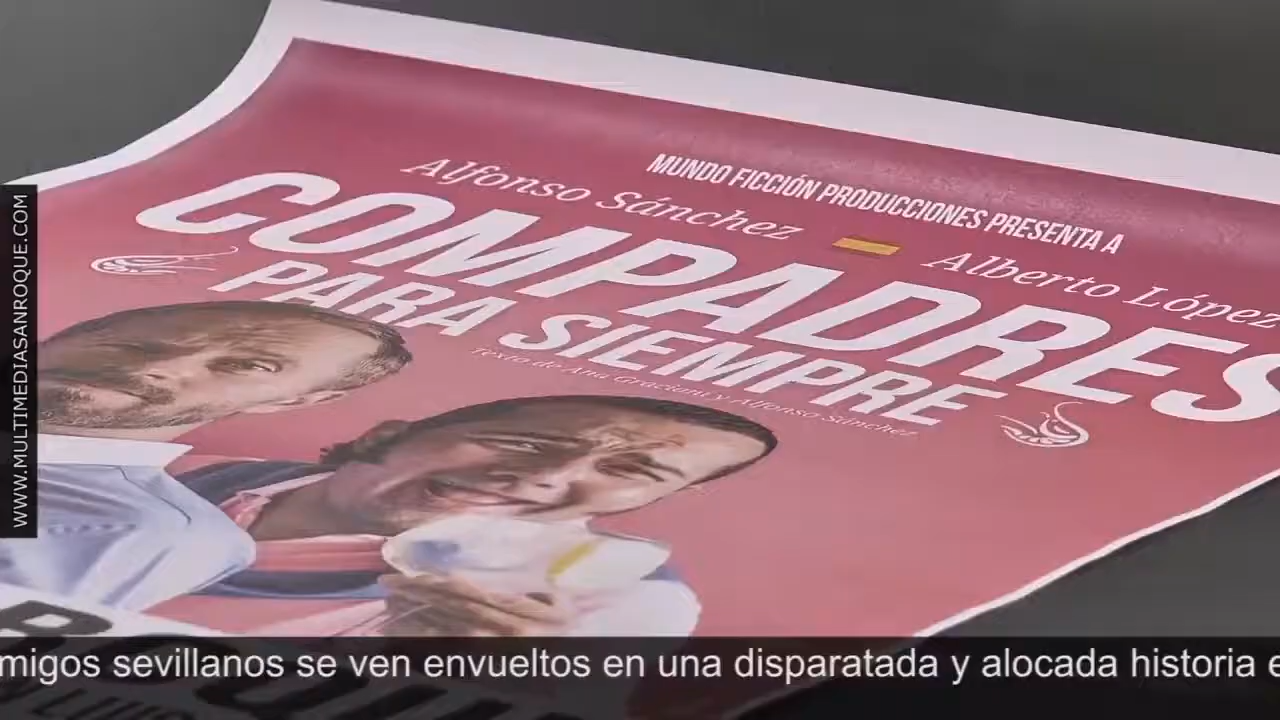 MUNDO FICCIÓN PRODUCCIONES PRESENTA A
Alfonso Sánchez
Alberto López
COMPADRES
PARA SIEMPRE
Texto de Ana Graciani y Alfonso Sánchez
WWW.MULTIMEDIASANROQUE.COM
migos sevillanos se ven envueltos en una disparatada y alocada historia e